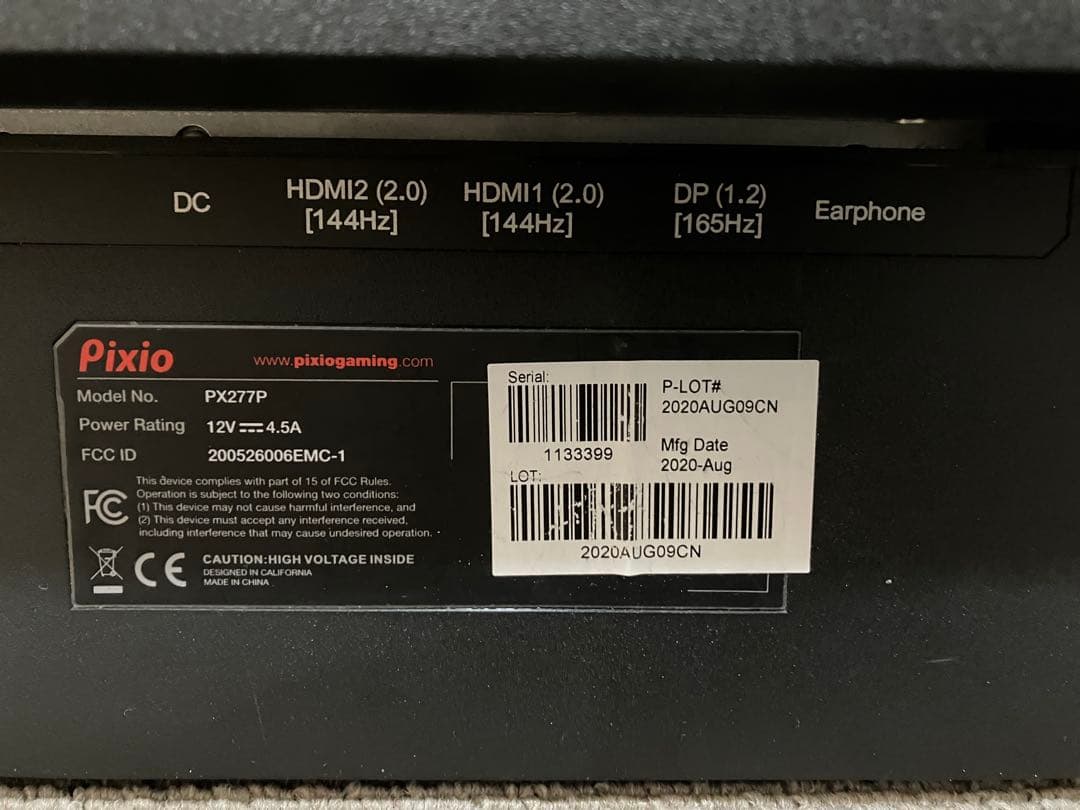 DC
HDMI2 (2.0)
[144Hz]
HDMI1 (2.0)
[144Hz]
DP (1.2)
[165Hz]
Earphone
Pixio
www.pixiogaming.com
Model No. PX277P
Power Rating 12V⎓4.5A
FCC ID 200526006EMC-1
FC
This device complies with part of 15 of FCC Rules.
Operation is subject to the following two conditions:
(1) This device may not cause harmful interference, and
(2) This device must accept any interference received,
including interference that may cause undesired operation.
CE
CAUTION:HIGH VOLTAGE INSIDE
DESIGNED IN CALIFORNIA
MADE IN CHINA
Serial:
1133399
P-LOT#
2020AUG09CN
Mfg Date
2020-Aug
LOT:
2020AUG09CN